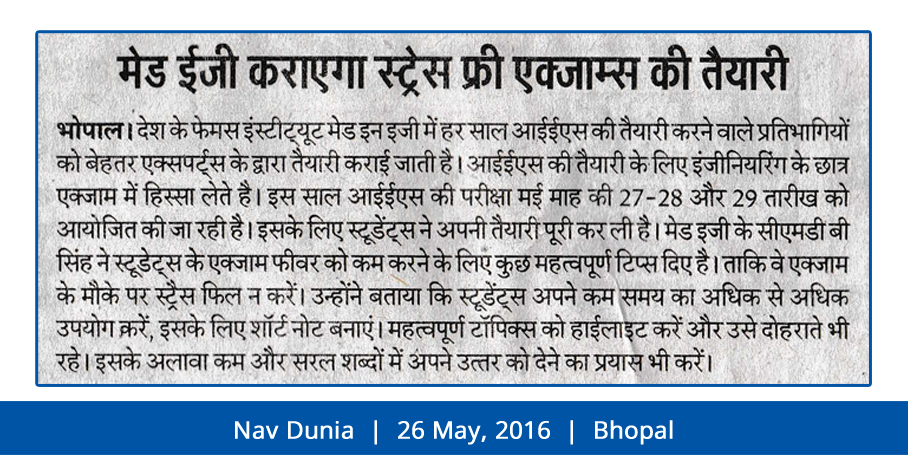 मेड ईजी कराएगा स्ट्रेस फ्री एक्जाम्स की तैयारी
भोपाल। देश के फेमस इंस्टीट्यूट मेड इन इजी में हर साल आईईएस की तैयारी करने वाले प्रतिभागियों
को बेहतर एक्सपर्ट्स के द्वारा तैयारी कराई जाती है। आईईएस की तैयारी के लिए इंजीनियरिंग के छात्र
एक्जाम में हिस्सा लेते है। इस साल आईईएस की परीक्षा मई माह की 27-28 और 29 तारीख को
आयोजित की जा रही है। इसके लिए स्टूडेंट्स ने अपनी तैयारी पूरी कर ली है। मेड इजी के सीएमडी बी
सिंह ने स्टूडेट्स के एक्जाम फीवर को कम करने के लिए कुछ महत्वपूर्ण टिप्स दिए है। ताकि वे एक्जाम
के मौके पर स्ट्रैस फिल न करें। उन्होंने बताया कि स्टूडेंट्स अपने कम समय का अधिक से अधिक
उपयोग करें, इसके लिए शॉर्ट नोट बनाएं। महत्वपूर्ण टॉपिक्स को हाईलाइट करें और उसे दोहराते भी
रहे। इसके अलावा कम और सरल शब्दों में अपने उत्तर को देने का प्रयास भी करें।
Nav Dunia | 26 May, 2016 | Bhopal